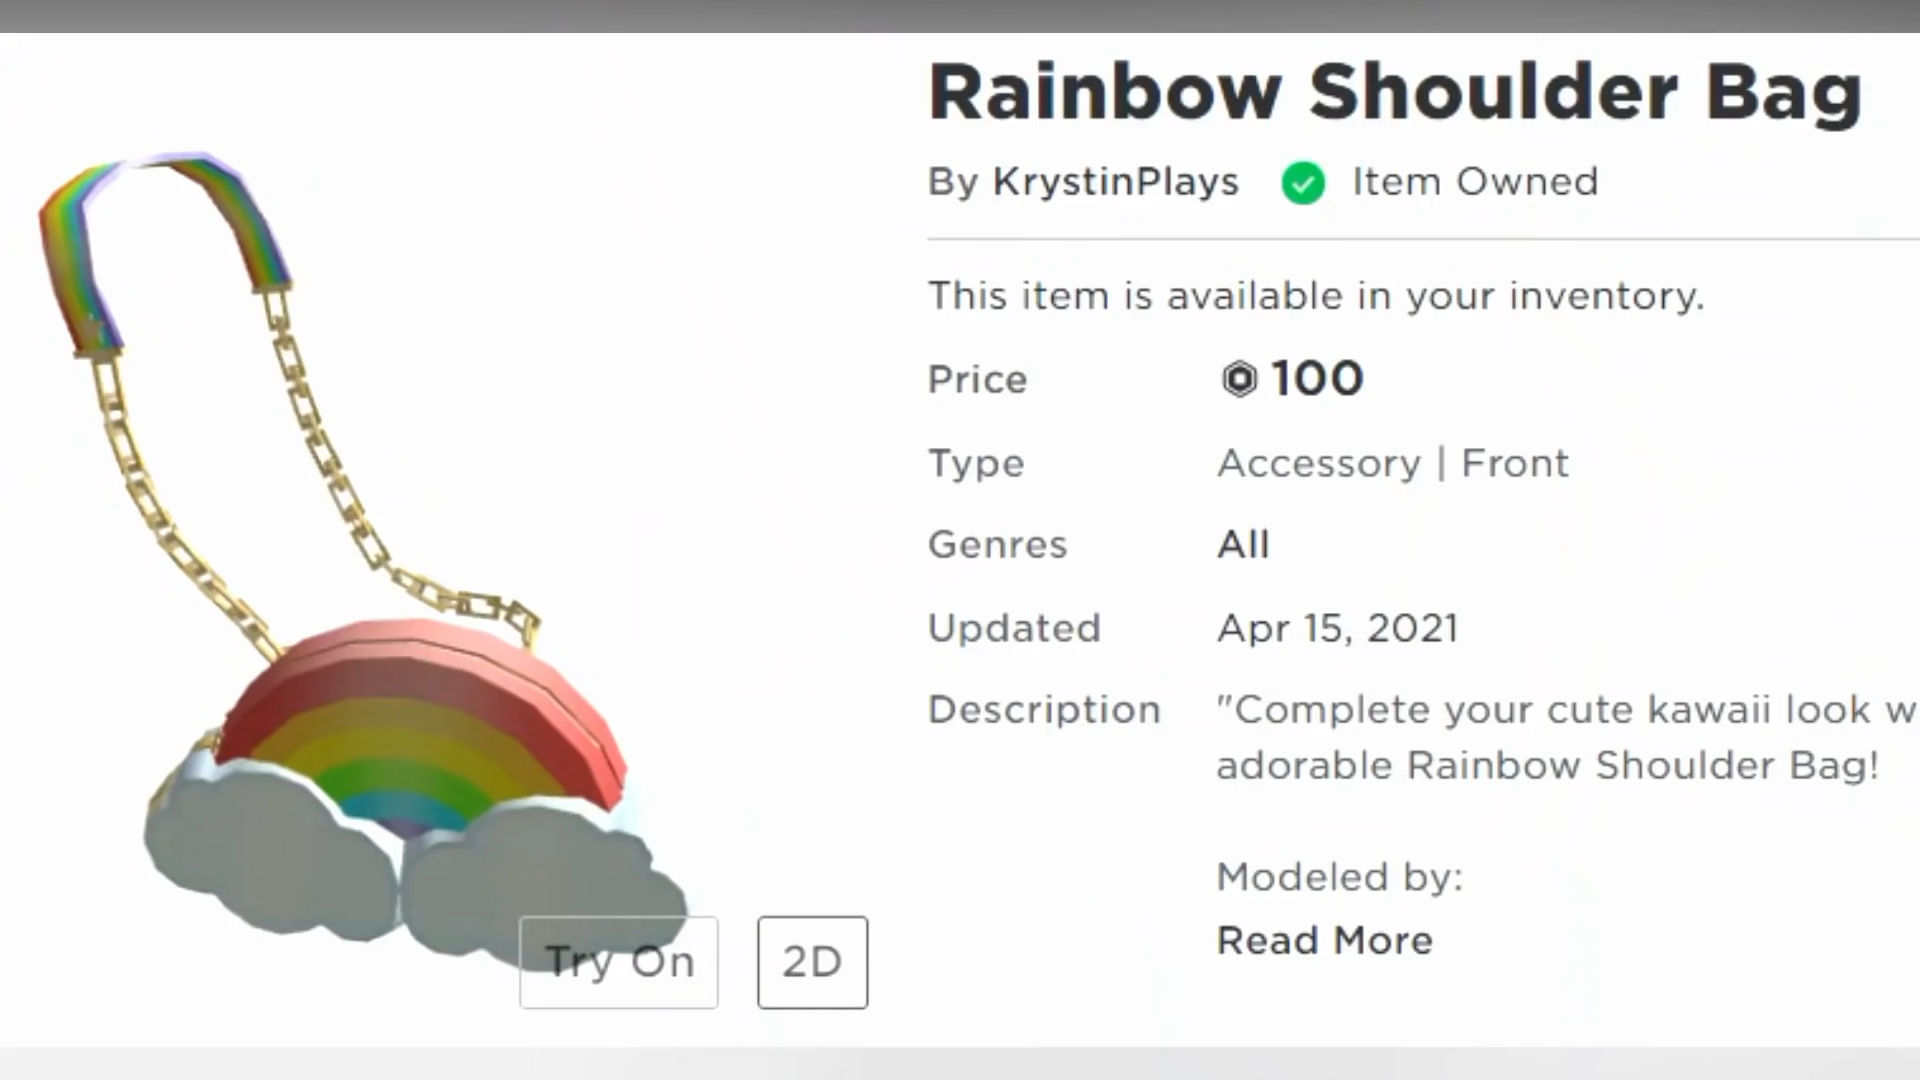 Rainbow Shoulder Bag
By KrystinPlays Item Owned
This item is available in your inventory.
Price 100
Type Accessory | Front
Genres All
Updated Apr 15, 2021
Description "Complete your cute kawaii look w
adorable Rainbow Shoulder Bag!
Modeled by:
Read More
Try On 2D